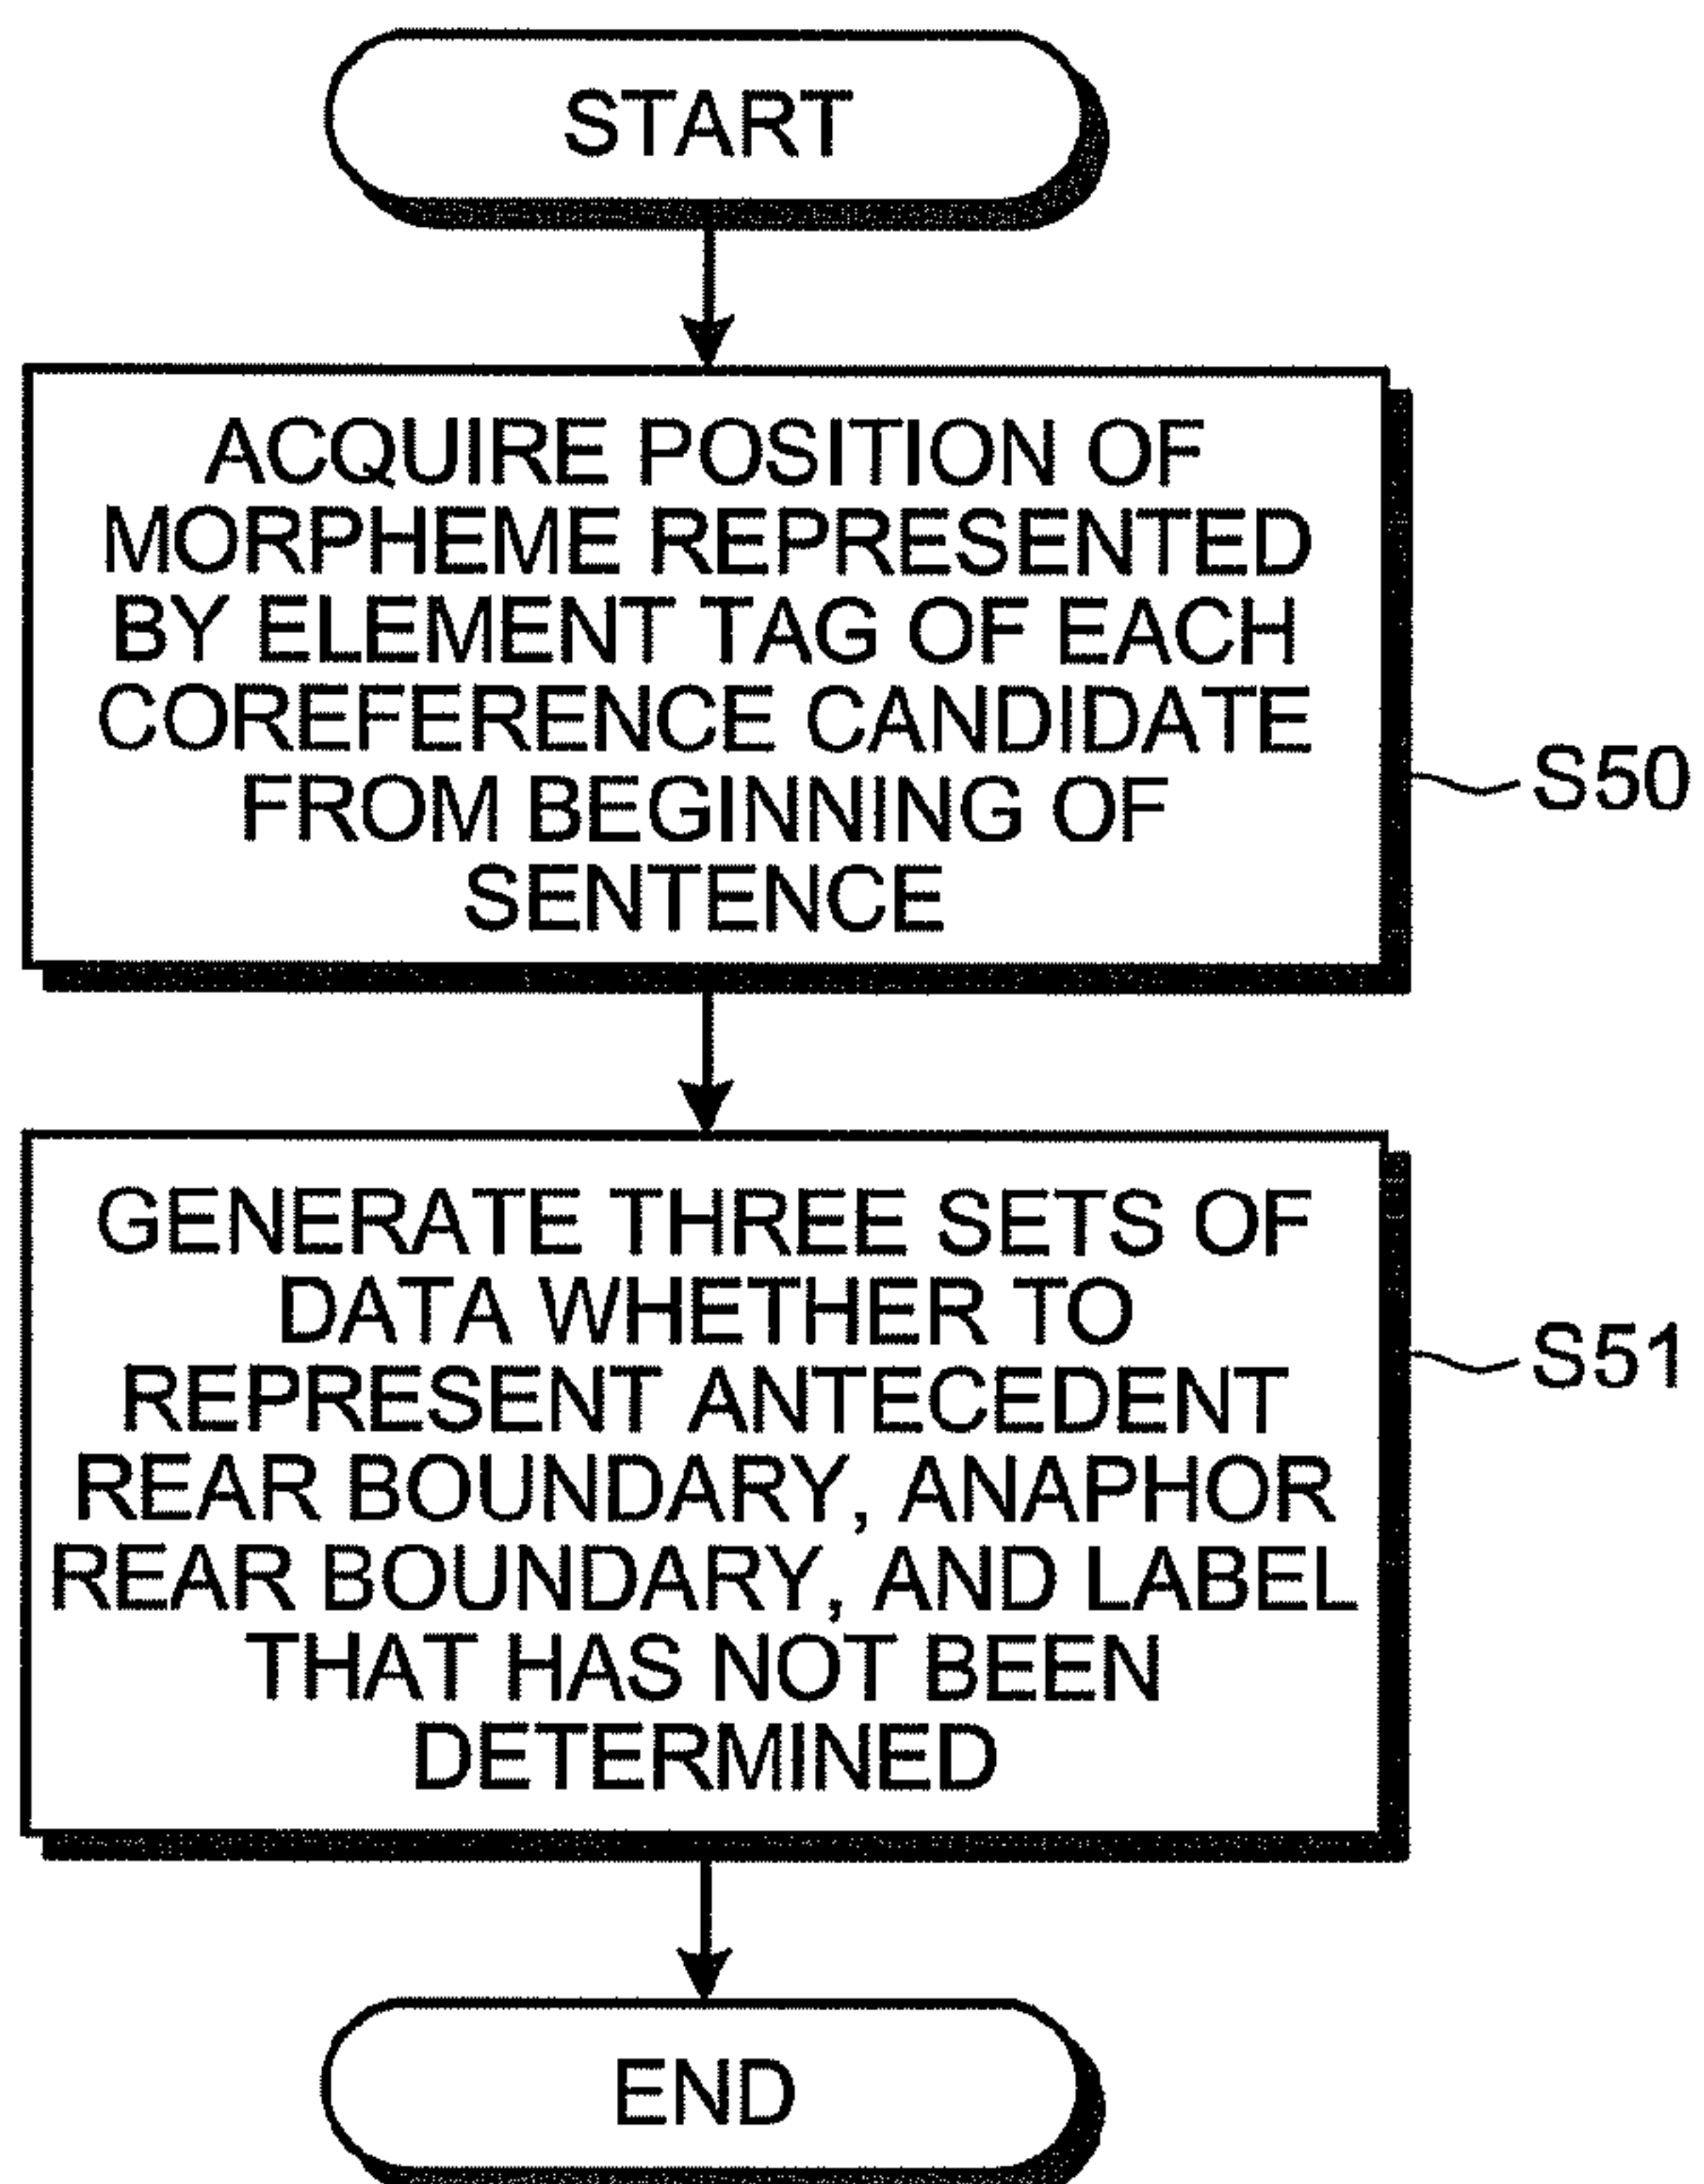 START
ACQUIRE POSITION OF
MORPHEME REPRESENTED
BY ELEMENT TAG OF EACH
COREFERENCE CANDIDATE
FROM BEGINNING OF
SENTENCE
S50
GENERATE THREE SETS OF
DATA WHETHER TO
REPRESENT ANTECEDENT
REAR BOUNDARY, ANAPHOR
REAR BOUNDARY, AND LABEL
THAT HAS NOT BEEN
DETERMINED
S51
END